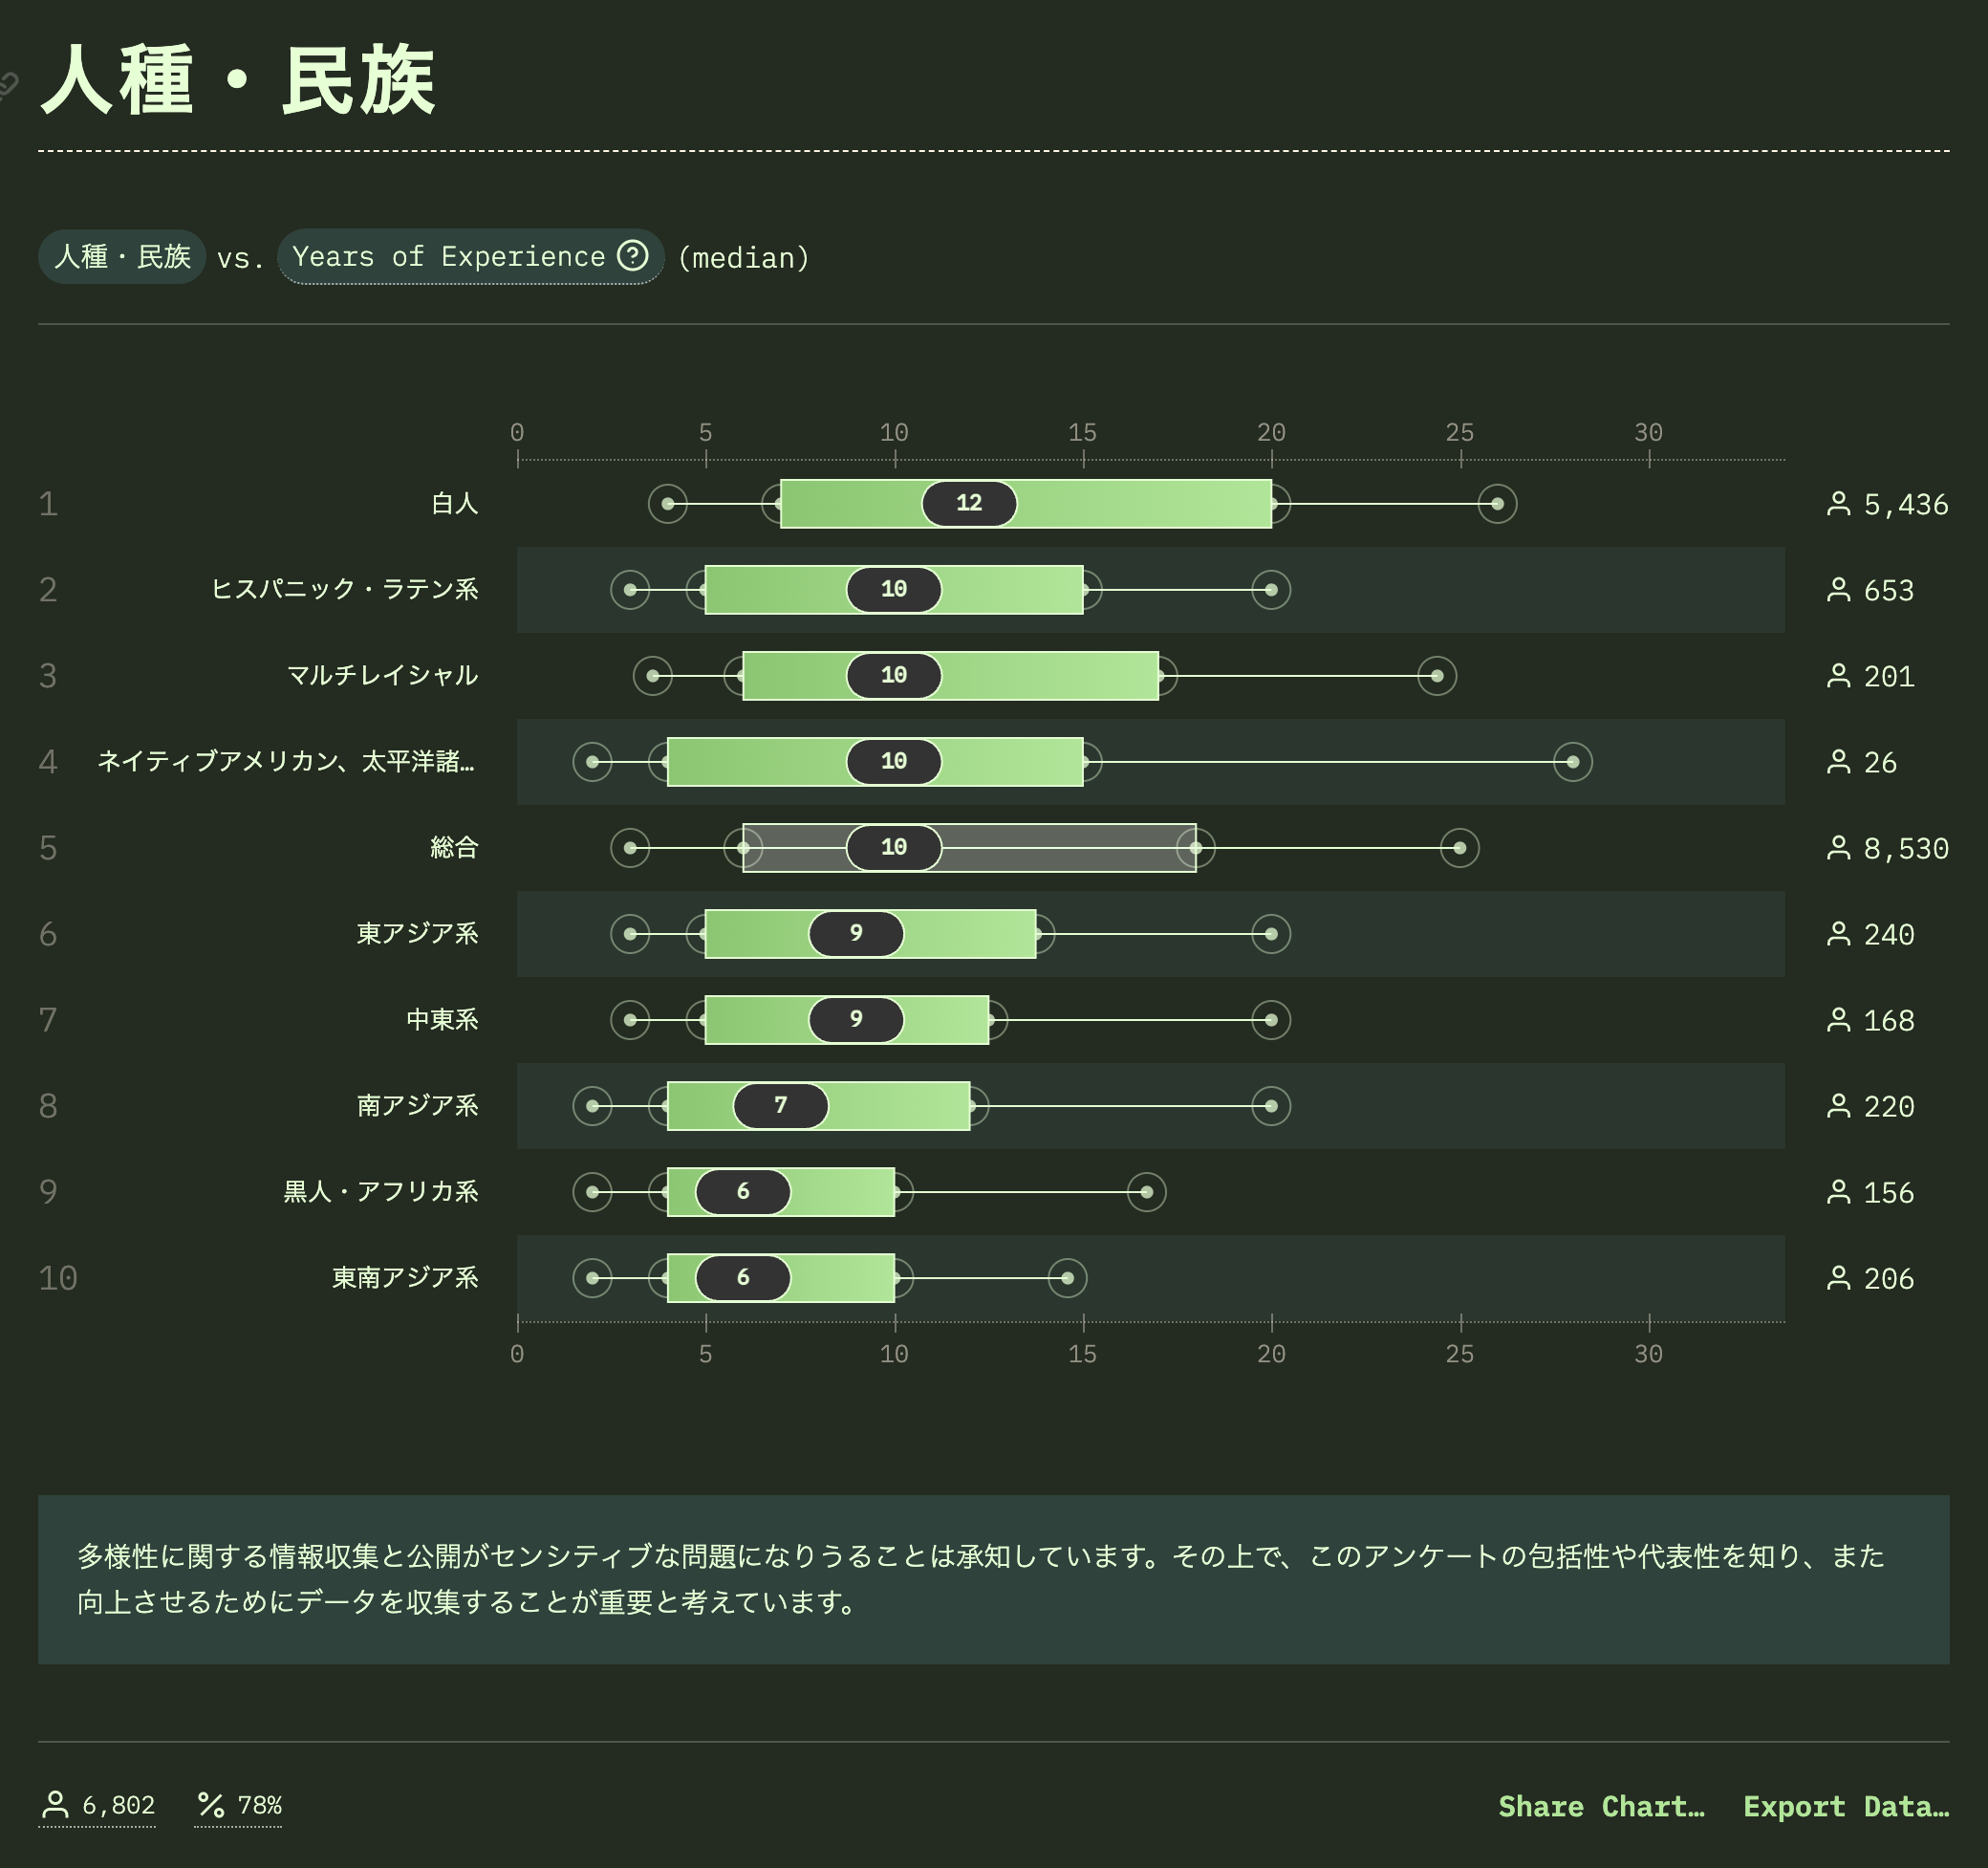 人種・民族
人種・民族 vs. Years of Experience (median)
0 5 10 15 20 25 30
1 白人 12 5,436
2 ヒスパニック・ラテン系 10 653
3 マルチレイシャル 10 201
4 ネイティブアメリカン、太平洋諸… 10 26
5 総合 10 8,530
6 東アジア系 9 240
7 中東系 9 168
8 南アジア系 7 220
9 黒人・アフリカ系 6 156
10 東南アジア系 6 206
0 5 10 15 20 25 30
多様性に関する情報収集と公開がセンシティブな問題になりうることは承知しています。その上で、このアンケートの包括性や代表性を知り、また
向上させるためにデータを収集することが重要と考えています。
6,802 78% Share Chart… Export Data…